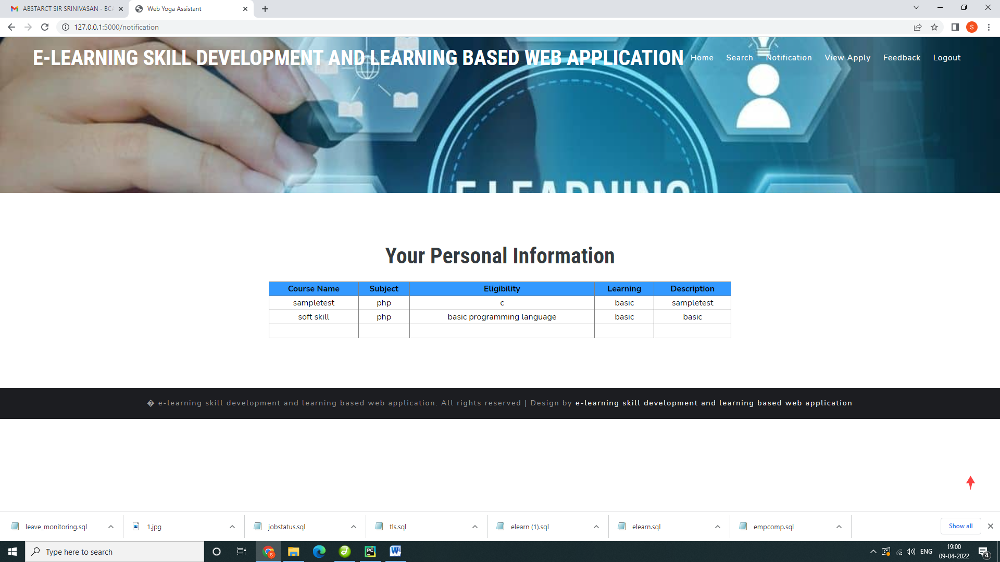 ABSTARCT SIR SRINIVASAN - BCA
Web Yoga Assistant
127.0.0.1:5000/notification
S
E-LEARNING SKILL DEVELOPMENT AND LEARNING BASED WEB APPLICATION
Home Search Notification View Apply Feedback Logout
E LEARNING
Your Personal Information
Course Name Subject Eligibility Learning Description
sampletest php c basic sampletest
soft skill php basic programming language basic basic
� e-learning skill development and learning based web application. All rights reserved | Design by e-learning skill development and learning based web application
leave_monitoring.sql 1.jpg jobstatus.sql tls.sql elearn (1).sql elearn.sql empcomp.sql Show all
Type here to search
S
PC
W
ENG
19:00
09-04-2022
4